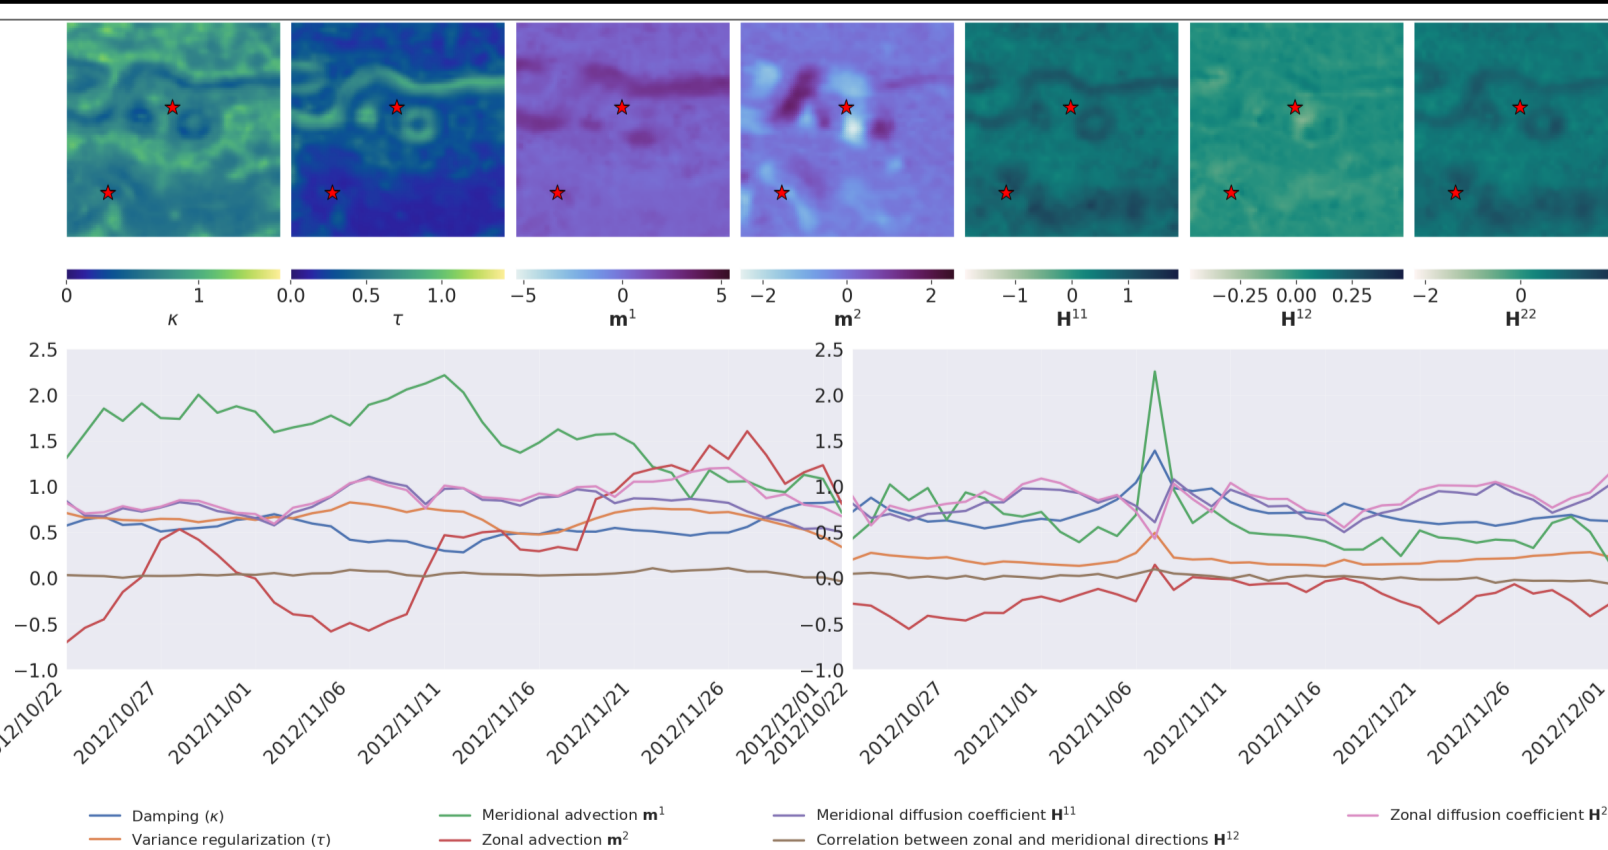 0 1 0.0 0.5 1.0 −5 0 5 −2 0 2 −1 0 1 −0.25 0.00 0.25 −2 0
κ τ m¹ m² H¹¹ H¹² H²²
2.5 2.5
2.0 2.0
1.5 1.5
1.0 1.0
0.5 0.5
0.0 0.0
−0.5 −0.5
−1.0 −1.0
12/10/22 2012/10/27 2012/11/01 2012/11/06 2012/11/11 2012/11/16 2012/11/21 2012/11/26 2012/12/01 2012/10/22 2012/10/27 2012/11/01 2012/11/06 2012/11/11 2012/11/16 2012/11/21 2012/11/26 2012/12/01
Damping (κ) Meridional advection m¹ Meridional diffusion coefficient H¹¹ Zonal diffusion coefficient H²
Variance regularization (τ) Zonal advection m² Correlation between zonal and meridional directions H¹²